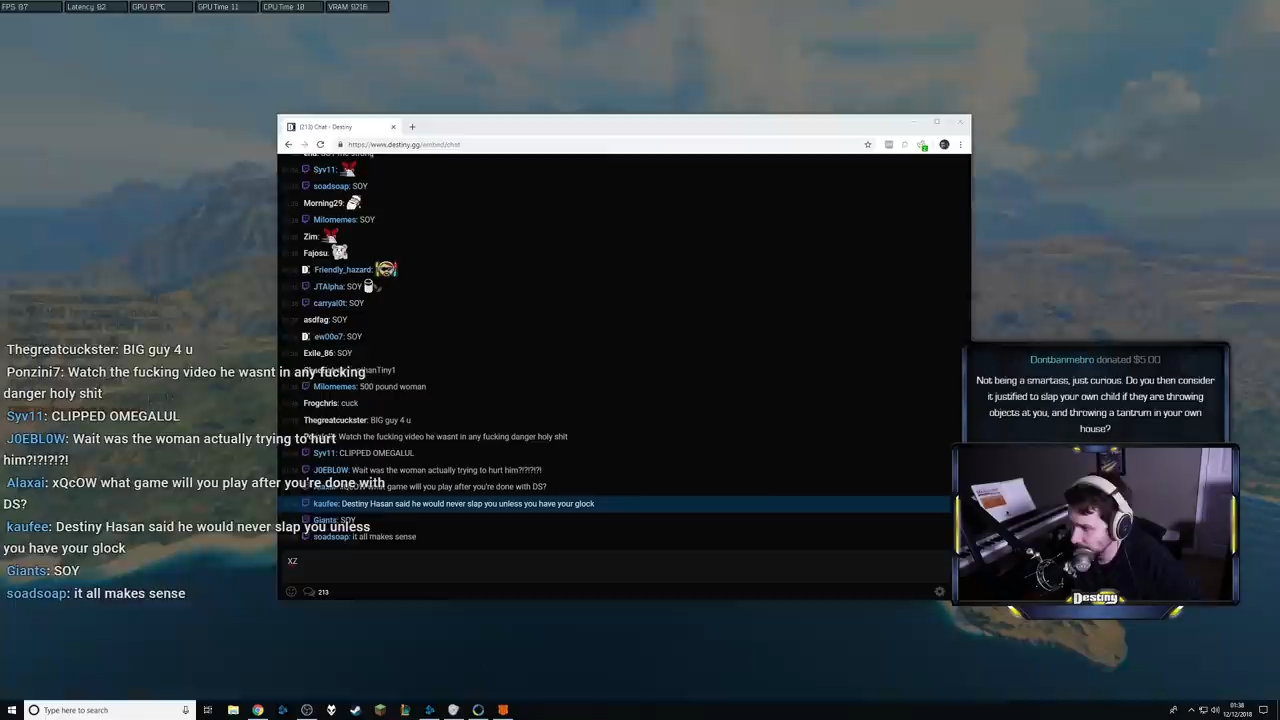 FPS 87 Latency 82 GPU 67°C GPU Time 11 CPU Time 10 VRAM 9216
(213) Chat - Destiny
https://www.destiny.gg/embed/chat
Syv11:
soadsoap: SOY
Morning29:
Milomemes: SOY
Zim:
Fajosu:
Friendly_hazard:
JTAlpha: SOY
carryal0t: SOY
asdfag: SOY
ew00o7: SOY
Exile_86: SOY
Milomemes: 500 pound woman
Frogchris: cuck
Thegreatcuckster: BIG guy 4 u
Watch the fucking video he wasnt in any fucking danger holy shit
Syv11: CLIPPED OMEGALUL
J0EBL0W: Wait was the woman actually trying to hurt him?!?!?!?!
what game will you play after you're done with DS?
kaufee: Destiny Hasan said he would never slap you unless you have your glock
Giants: SOY
soadsoap: it all makes sense
XZ
213
Thegreatcuckster: BIG guy 4 u
Ponzini7: Watch the fucking video he wasnt in any fucking
danger holy shit
Syv11: CLIPPED OMEGALUL
J0EBL0W: Wait was the woman actually trying to hurt
him?!?!?!?!
Alaxai: xQcOW what game will you play after you're done with
DS?
kaufee: Destiny Hasan said he would never slap you unless
you have your glock
Giants: SOY
soadsoap: it all makes sense
Dontbanmebro donated $5.00
Not being a smartass, just curious. Do you then consider
it justified to slap your own child if they are throwing
objects at you, and throwing a tantrum in your own
house?
Destiny
Type here to search
01:38
12/12/2018